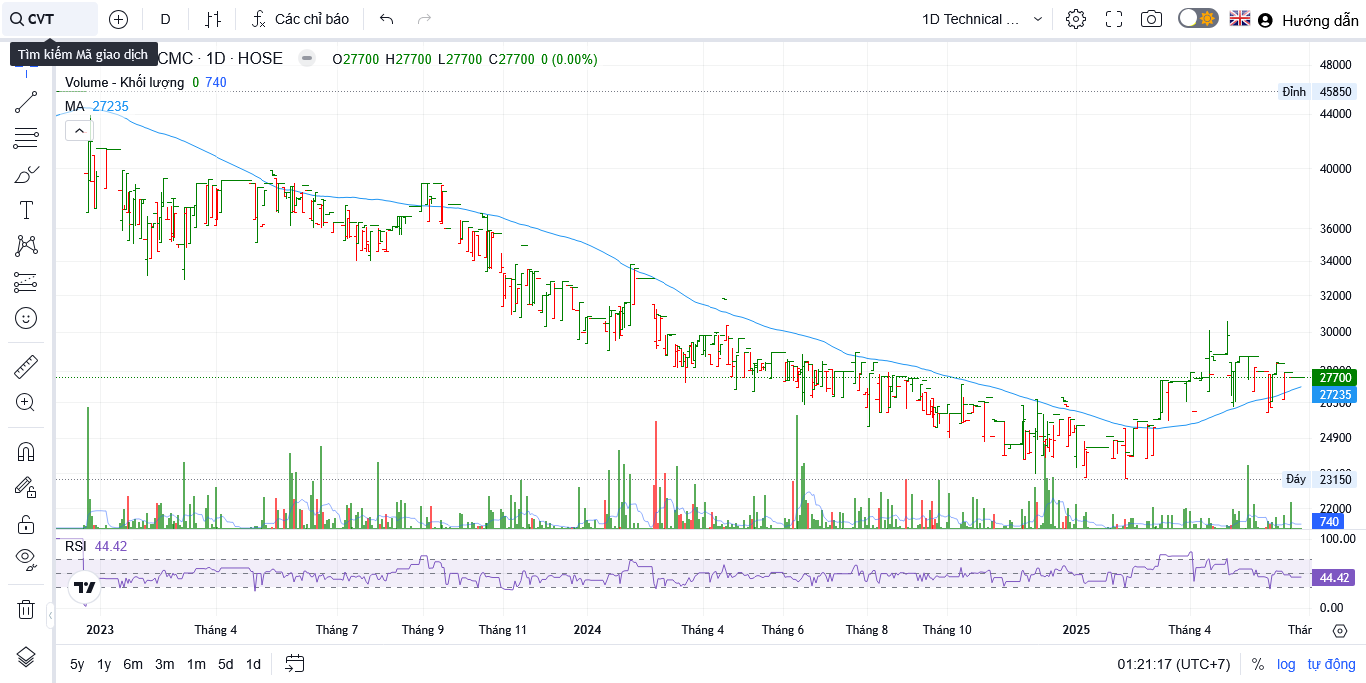 CVT
D
Các chỉ báo
1D Technical ...
Hướng dẫn
Tìm kiếm Mã giao dịch
CMC · 1D · HOSE
O27700 H27700 L27700 C27700 0 (0.00%)
Volume - Khối lượng 0 740
MA 27235
48000
Đỉnh 45850
44000
40000
36000
34000
32000
30000
27700
27235
24900
Đáy 23150
22000
740
RSI 44.42
100.00
44.42
0.00
2023 Tháng 4 Tháng 7 Tháng 9 Tháng 11 2024 Tháng 4 Tháng 6 Tháng 8 Tháng 10 2025 Tháng 4 Thár
5y 1y 6m 3m 1m 5d 1d
01:21:17 (UTC+7) % log tự động